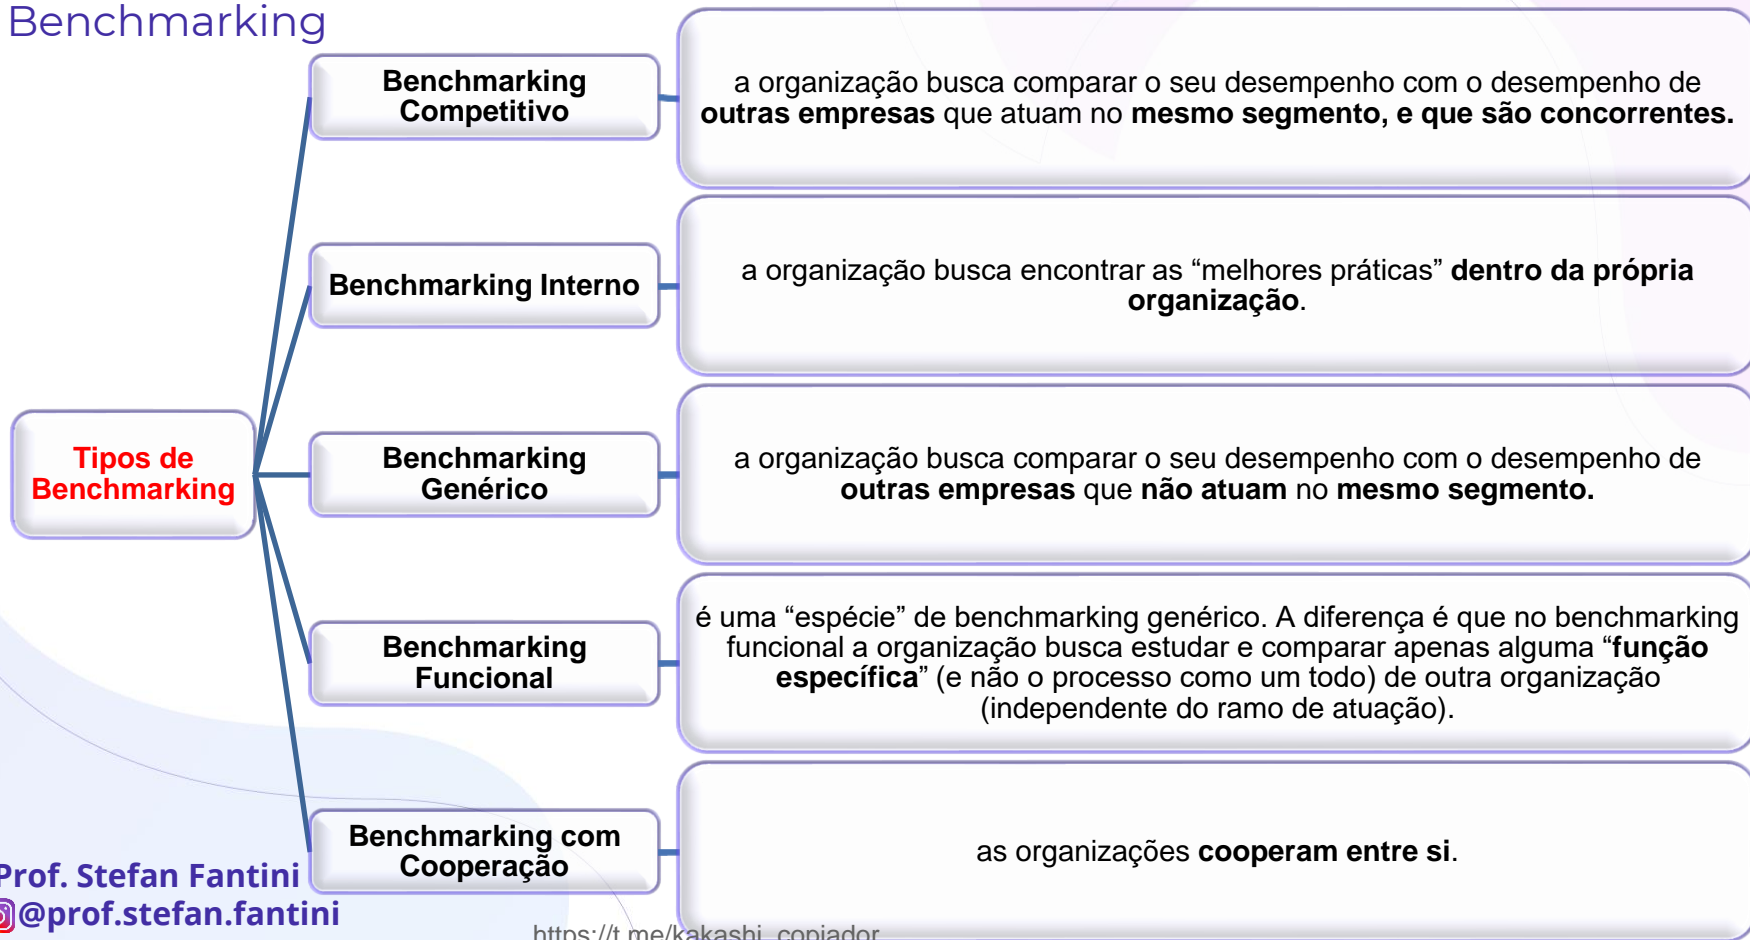 Benchmarking
Benchmarking
Competitivo
a organização busca comparar o seu desempenho com o desempenho de
outras empresas que atuam no mesmo segmento, e que são concorrentes.
Benchmarking Interno
a organização busca encontrar as “melhores práticas” dentro da própria
organização.
Tipos de
Benchmarking
Benchmarking
Genérico
a organização busca comparar o seu desempenho com o desempenho de
outras empresas que não atuam no mesmo segmento.
Benchmarking
Funcional
é uma “espécie” de benchmarking genérico. A diferença é que no benchmarking
funcional a organização busca estudar e comparar apenas alguma “função
específica” (e não o processo como um todo) de outra organização
(independente do ramo de atuação).
Benchmarking com
Cooperação
as organizações cooperam entre si.
Prof. Stefan Fantini
@prof.stefan.fantini
https://t.me/kakashi_copiador